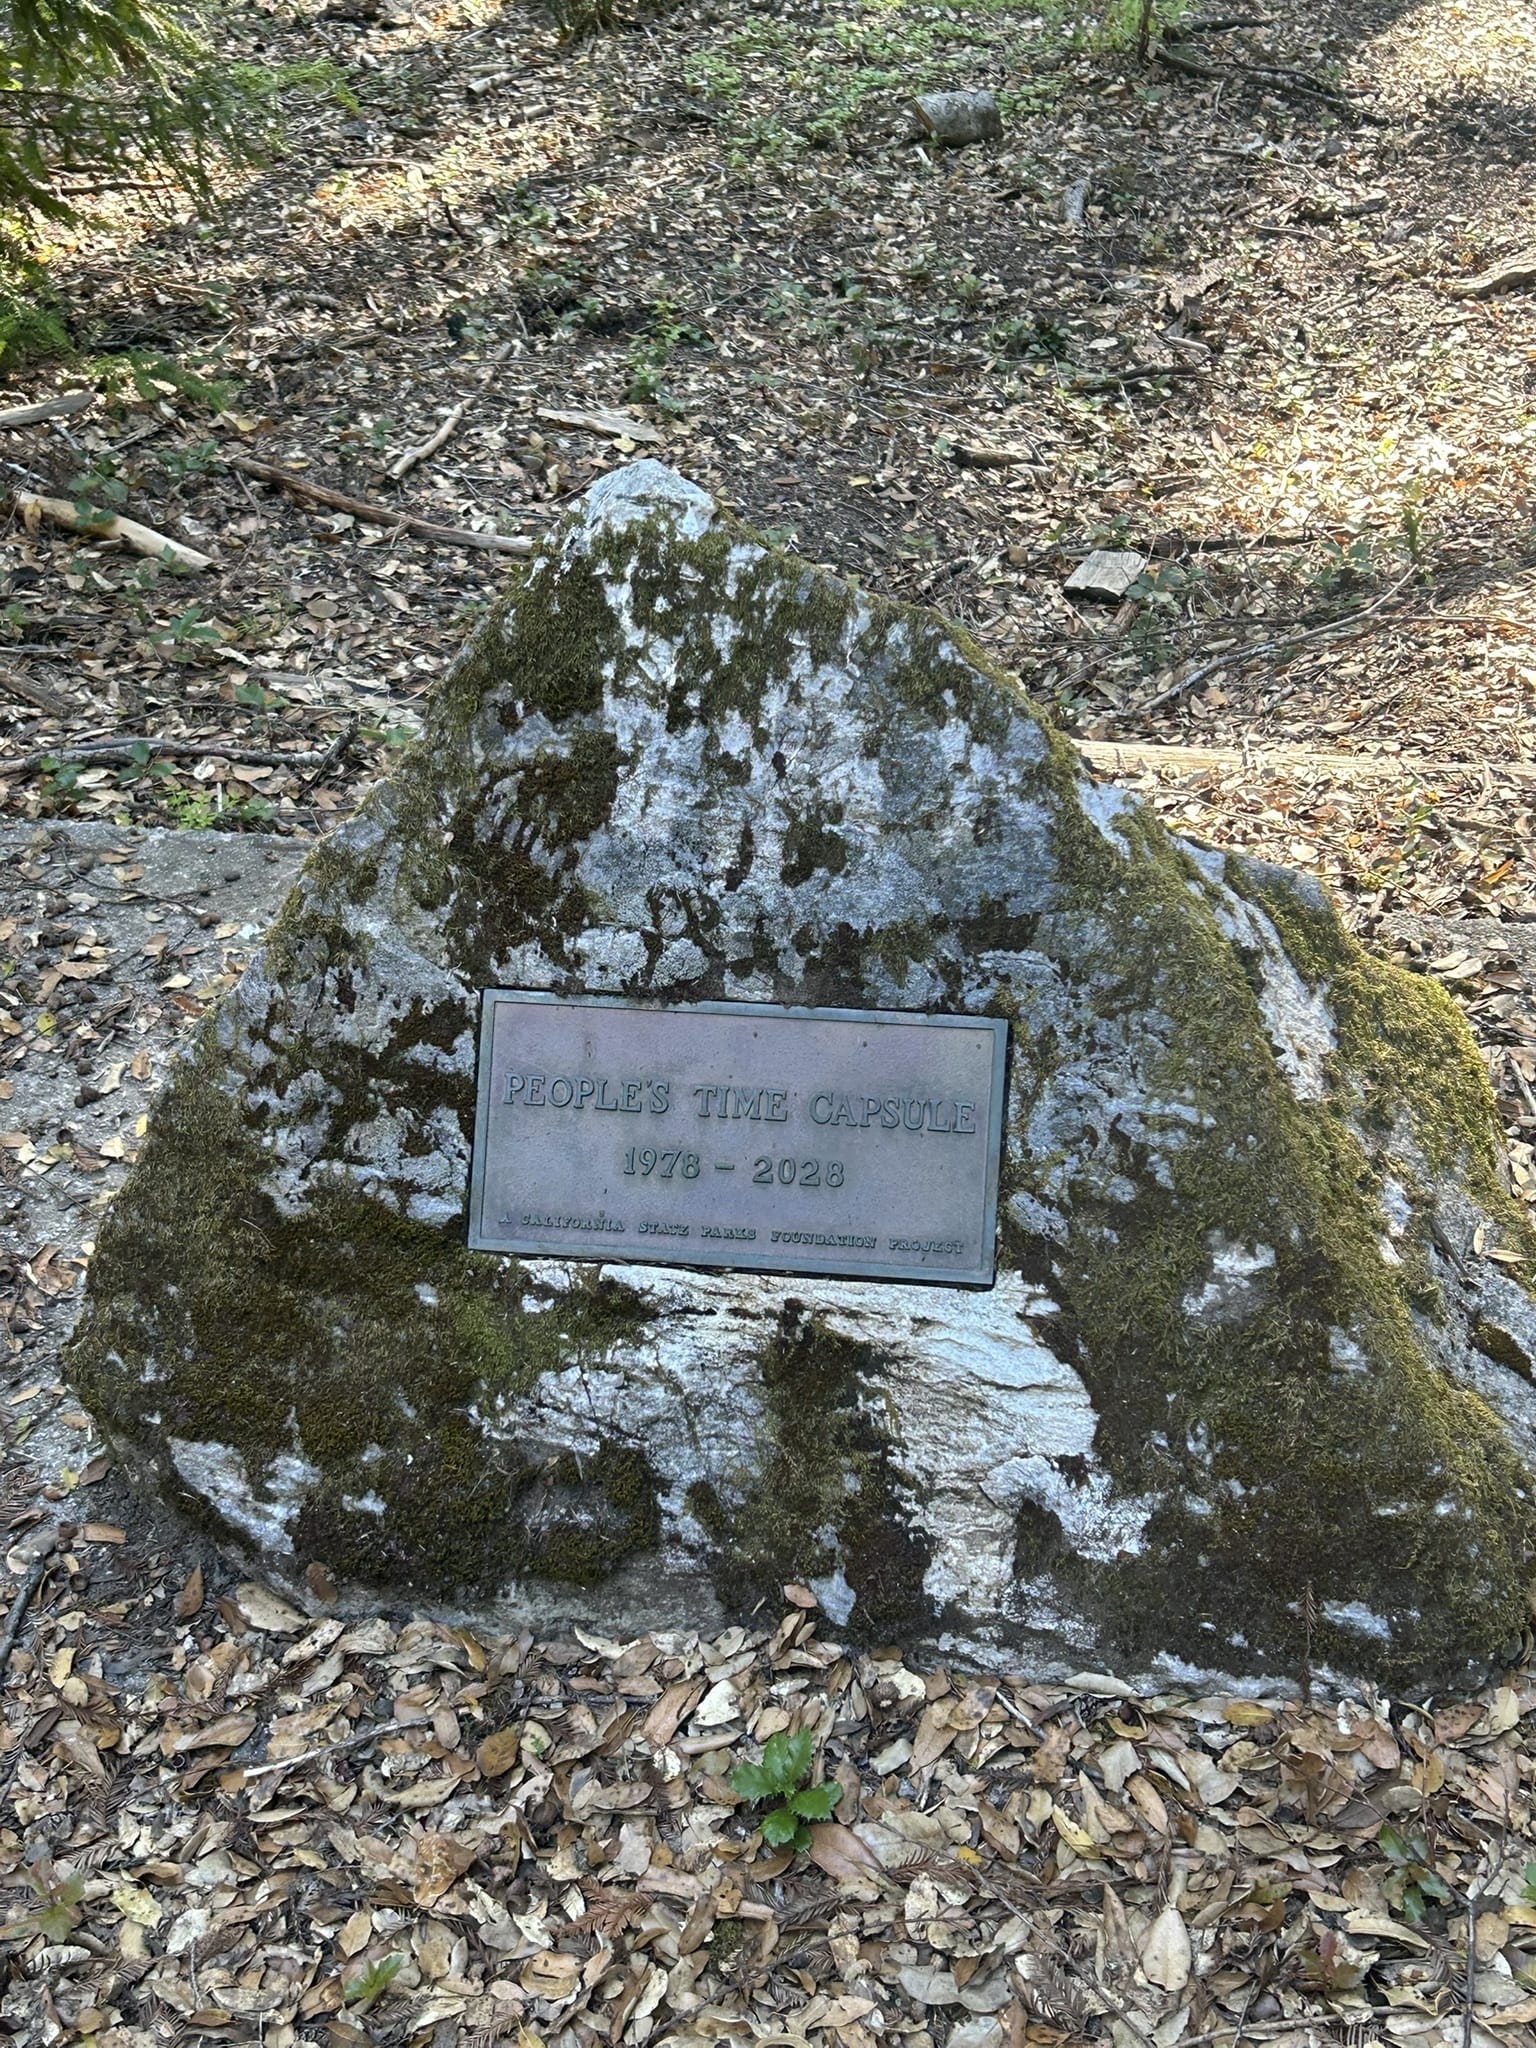 PEOPLE'S TIME CAPSULE
1978 - 2028
A CALIFORNIA STATE PARKS FOUNDATION PROJECT